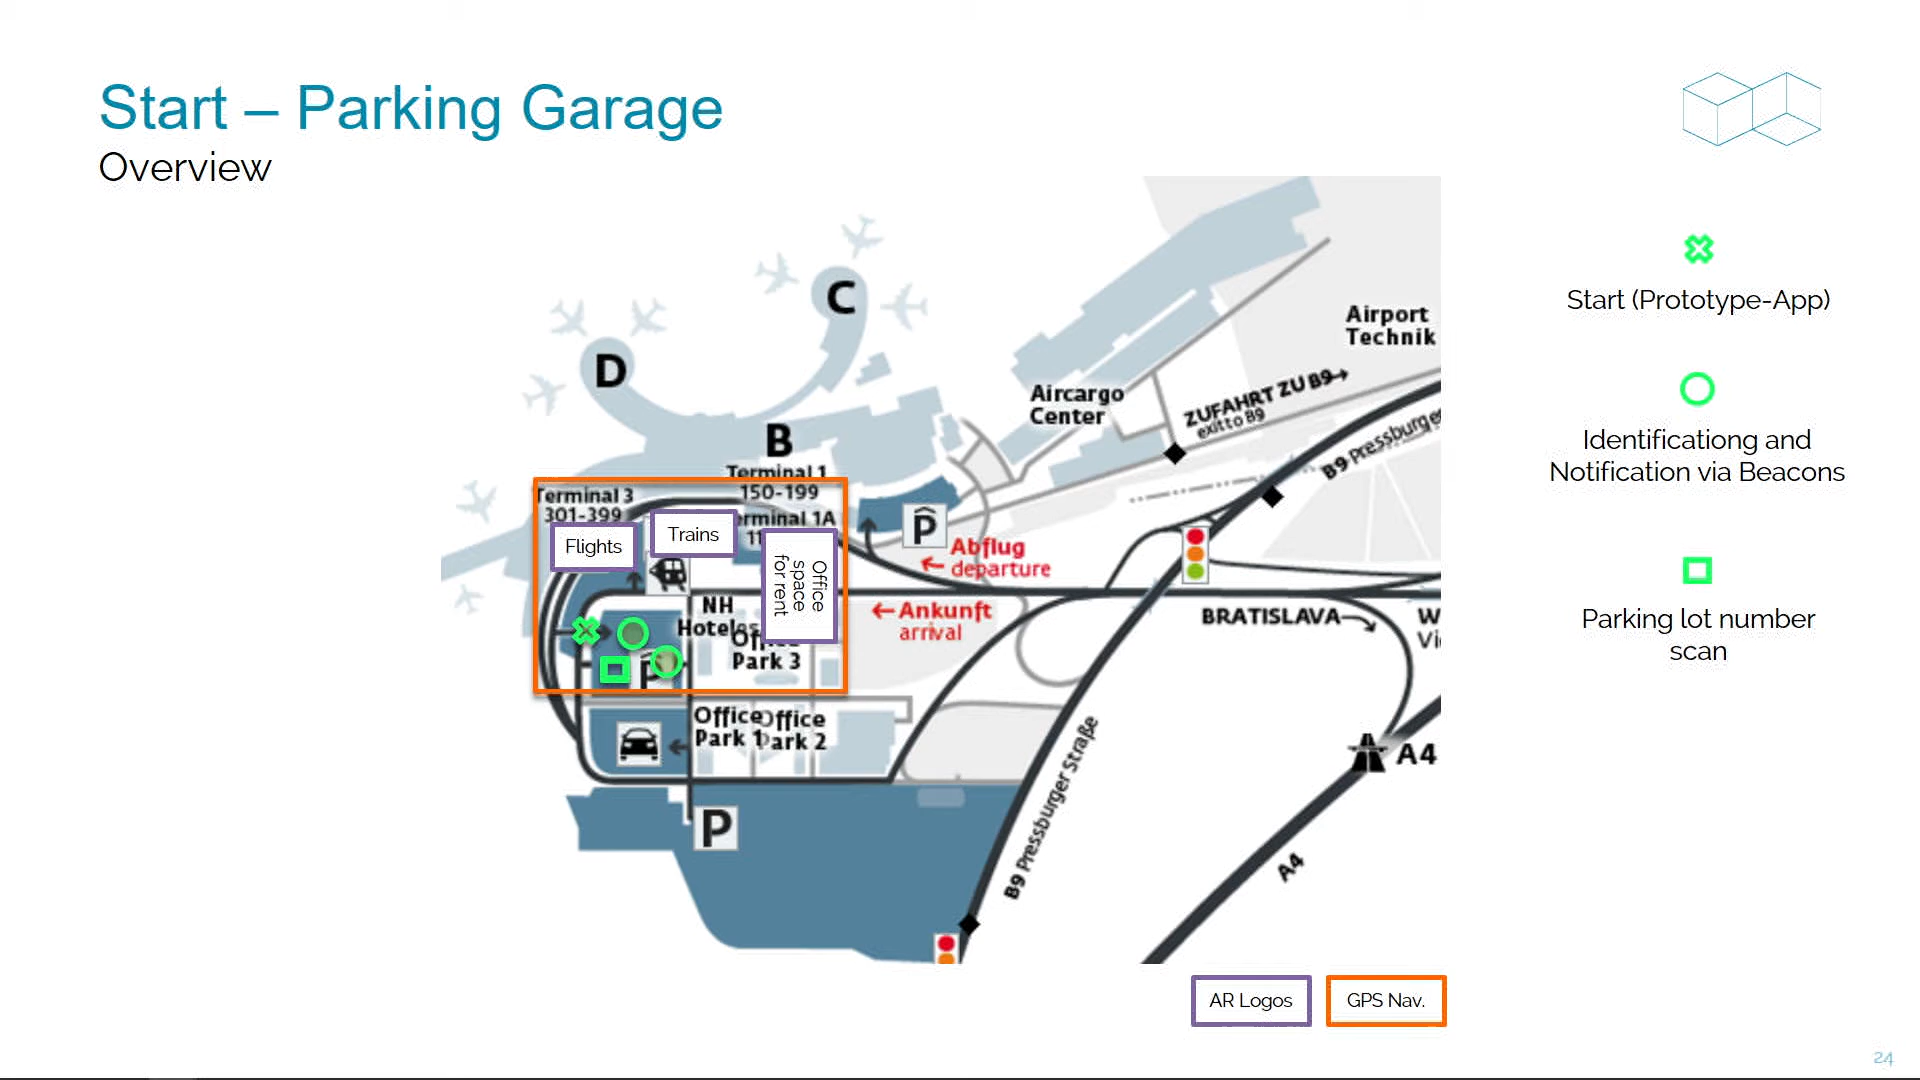 Start – Parking Garage
Overview
C
D
B
Terminal 1
150-199
Terminal 3
301-399
Flights
Trains
erminal 1A
11
Office
space
for rent
P
Abflug
departure
Ankunft
arrival
NH
Hotels
Park 3
P
Office
Park 1
Office
Park 2
P
Aircargo
Center
Airport
Technik
ZUFAHRT ZU B9
exit to B9
B9 Pressburger
BRATISLAVA
W
Vi
A4
B9 Pressburger Straße
A4
Start (Prototype-App)
Identificationg and
Notification via Beacons
Parking lot number
scan
AR Logos
GPS Nav.
24